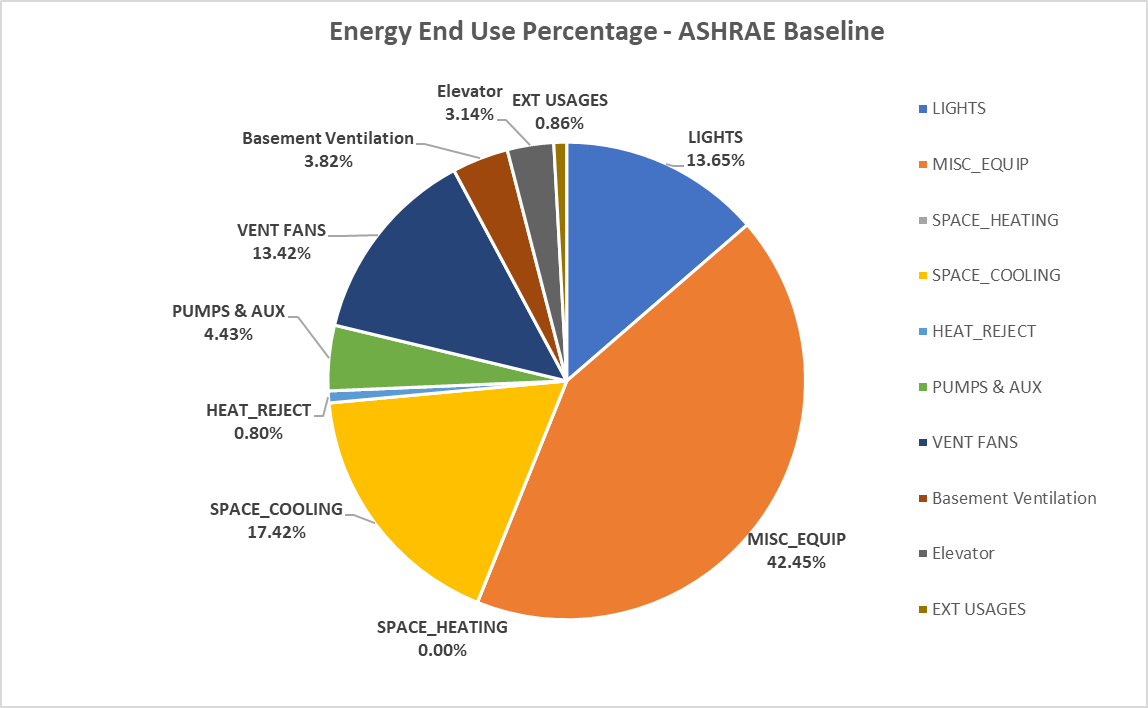 Energy End Use Percentage - ASHRAE Baseline
Elevator
3.14%
EXT USAGES
0.86%
Basement Ventilation
3.82%
LIGHTS
13.65%
VENT FANS
13.42%
PUMPS & AUX
4.43%
HEAT_REJECT
0.80%
SPACE_COOLING
17.42%
MISC_EQUIP
42.45%
SPACE_HEATING
0.00%
LIGHTS
MISC_EQUIP
SPACE_HEATING
SPACE_COOLING
HEAT_REJECT
PUMPS & AUX
VENT FANS
Basement Ventilation
Elevator
EXT USAGES